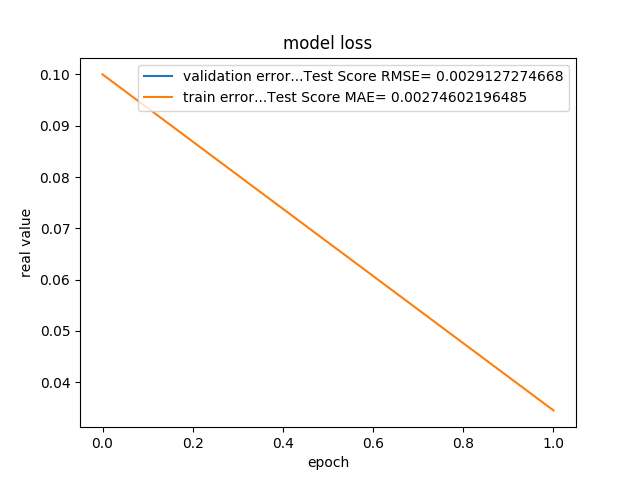 model loss
validation error...Test Score RMSE= 0.0029127274668
train error...Test Score MAE= 0.00274602196485
0.10
0.09
0.08
0.07
0.06
0.05
0.04
real value
0.0 0.2 0.4 0.6 0.8 1.0
epoch